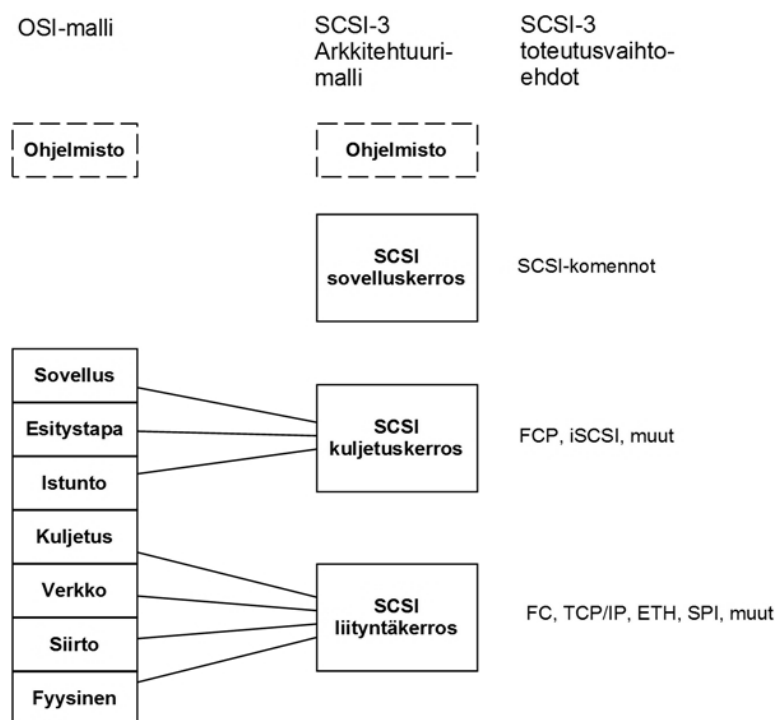 OSI-malli
SCSI-3
Arkkitehtuuri-
malli
SCSI-3
toteutusvaihto-
ehdot
Ohjelmisto
Ohjelmisto
SCSI
sovelluskerros
SCSI-komennot
Sovellus
Esitystapa
Istunto
SCSI
kuljetuskerros
FCP, iSCSI, muut
Kuljetus
Verkko
Siirto
Fyysinen
SCSI
liityntäkerros
FC, TCP/IP, ETH, SPI, muut